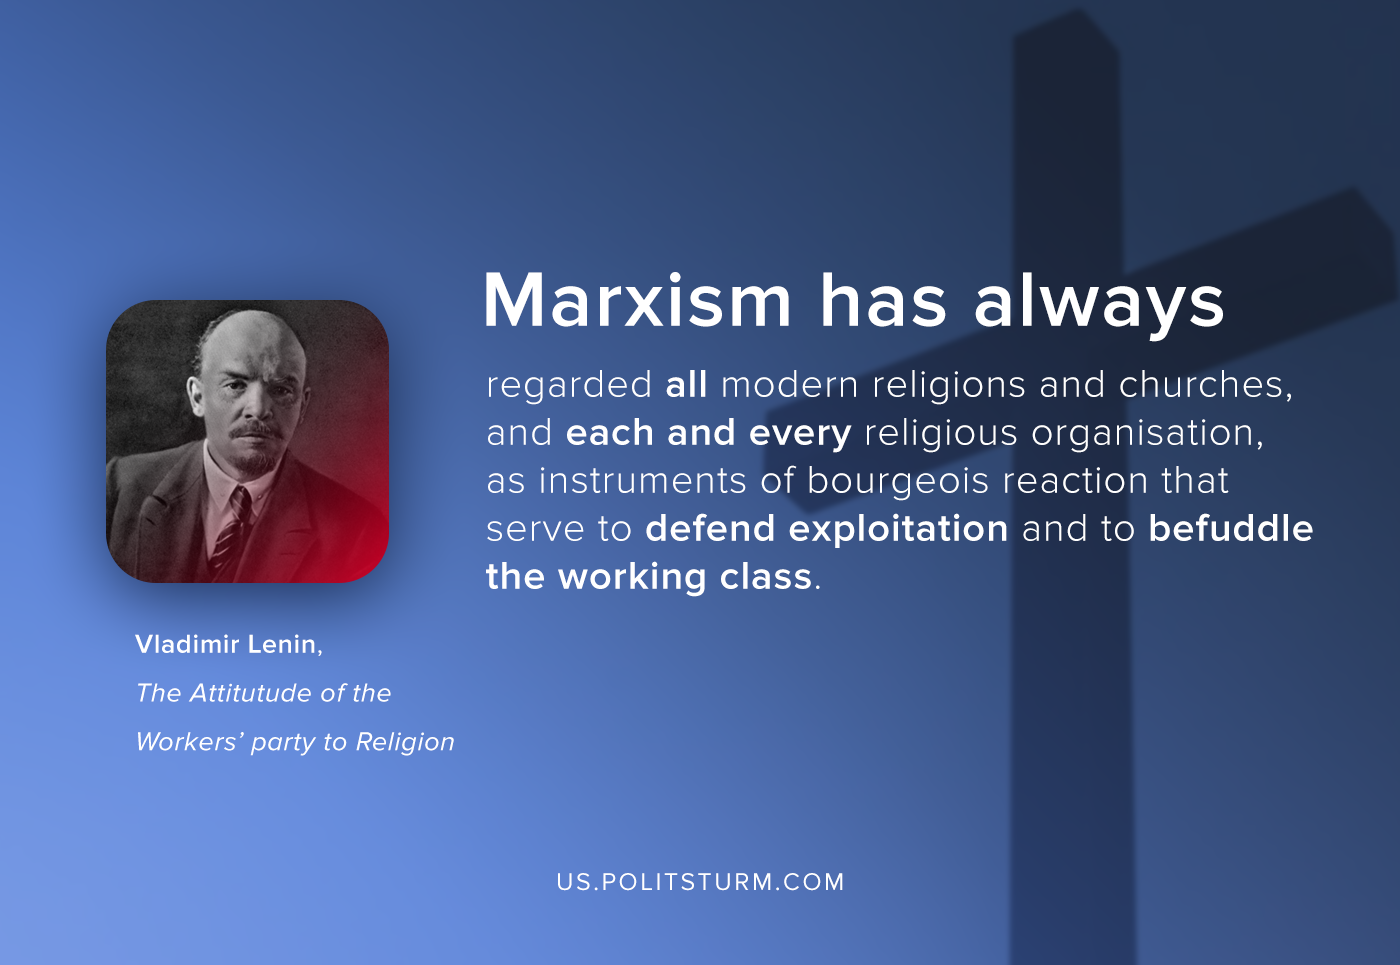 Marxism has always
regarded all modern religions and churches,
and each and every religious organisation,
as instruments of bourgeois reaction that
serve to defend exploitation and to befuddle
the working class.
Vladimir Lenin,
The Attitutude of the
Workers’ party to Religion
US.POLITSTURM.COM